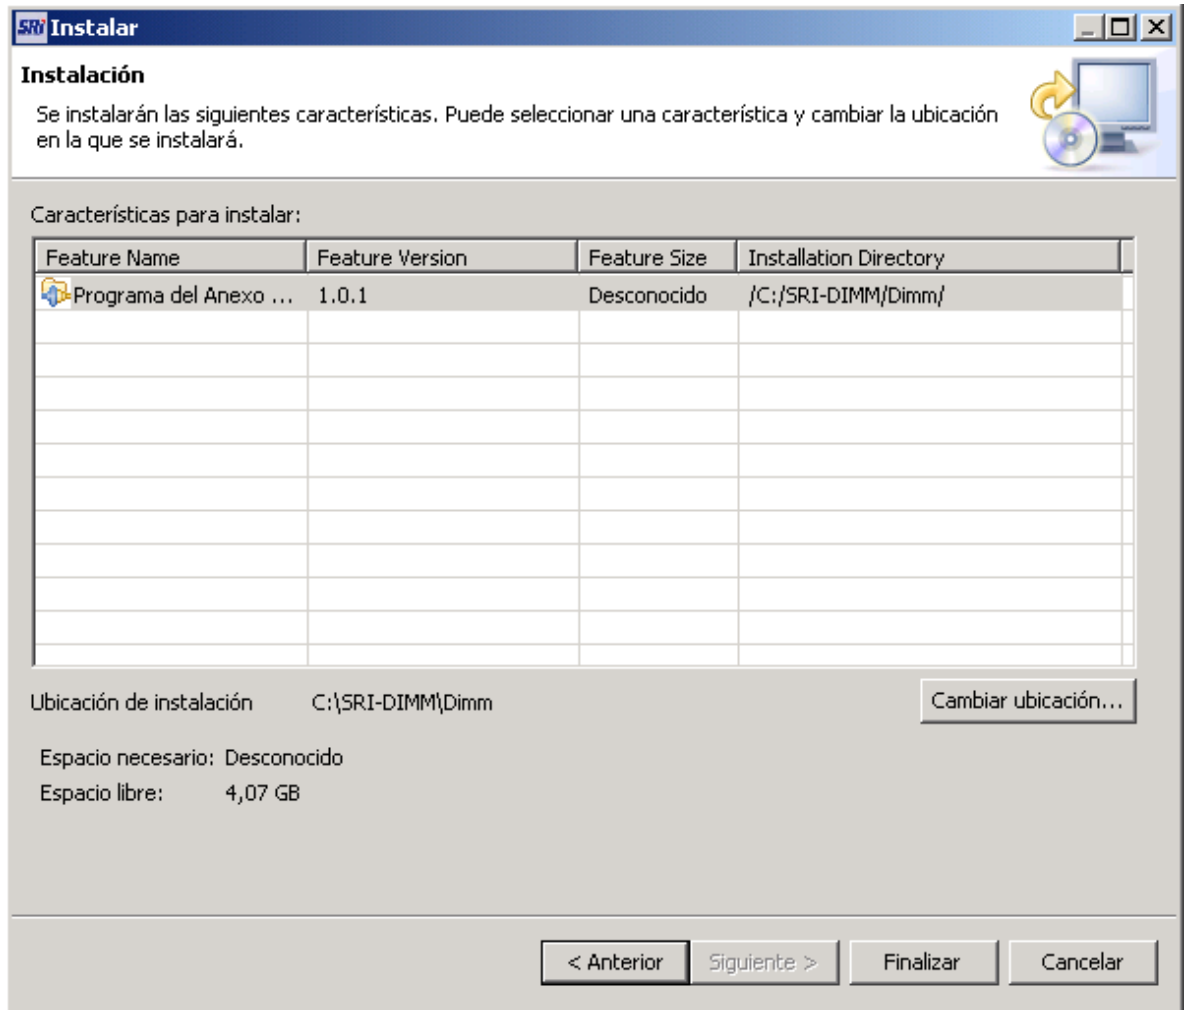 SRi Instalar
Instalación
Se instalarán las siguientes características. Puede seleccionar una característica y cambiar la ubicación
en la que se instalará.
Características para instalar:
Feature Name Feature Version Feature Size Installation Directory
Programa del Anexo ... 1.0.1 Desconocido /C:/SRI-DIMM/Dimm/
Ubicación de instalación C:\SRI-DIMM\Dimm Cambiar ubicación...
Espacio necesario: Desconocido
Espacio libre: 4,07 GB
< Anterior Siguiente > Finalizar Cancelar